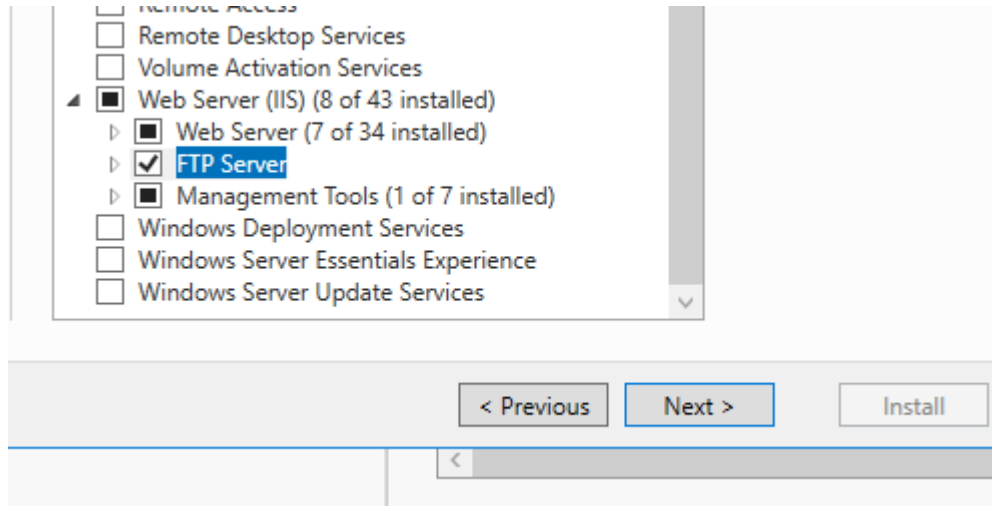 Remote Access
Remote Desktop Services
Volume Activation Services
Web Server (IIS) (8 of 43 installed)
Web Server (7 of 34 installed)
FTP Server
Management Tools (1 of 7 installed)
Windows Deployment Services
Windows Server Essentials Experience
Windows Server Update Services
< Previous Next > Install